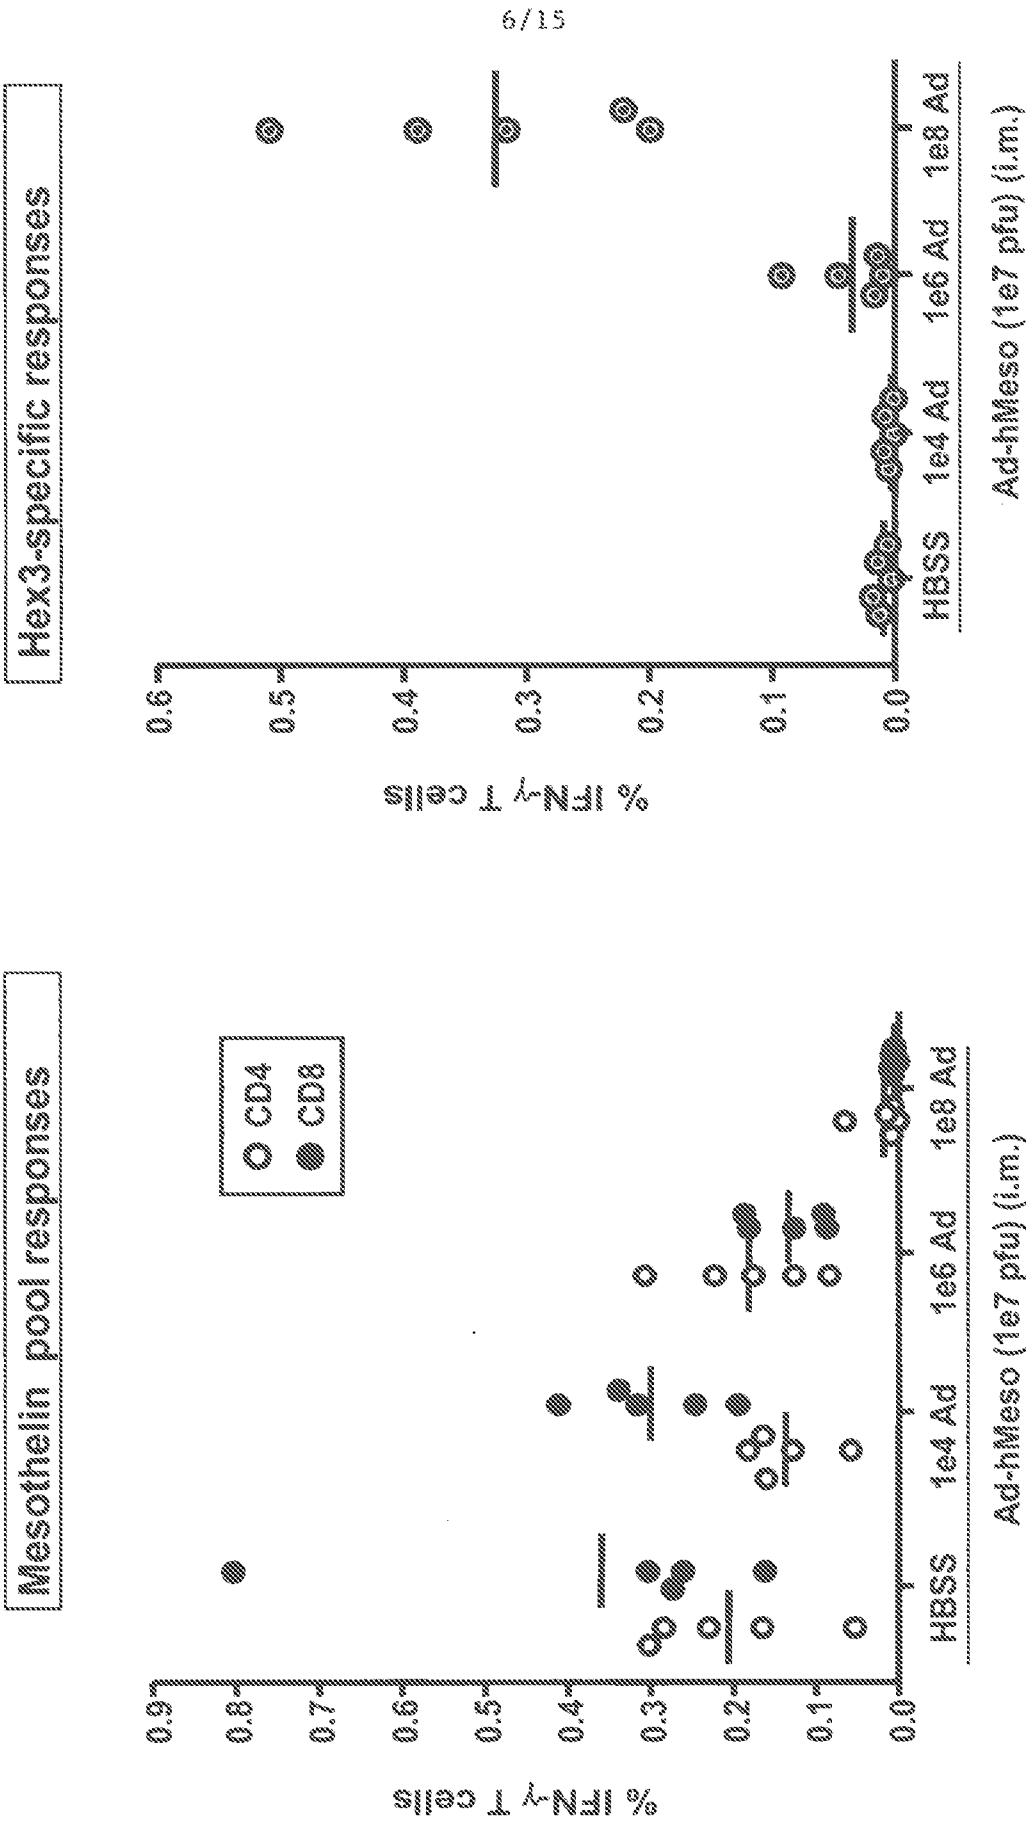 6/15
Mesothelin pool responses
CD4
CD8
% IFN-γ T cells
0.9
0.8
0.7
0.6
0.5
0.4
0.3
0.2
0.1
0.0
HBSS
1e4 Ad
1e6 Ad
1e8 Ad
Ad-hMeso (1e7 pfu) (i.m.)
Hex3-specific responses
% IFN-γ T cells
0.6
0.5
0.4
0.3
0.2
0.1
0.0
HBSS
1e4 Ad
1e6 Ad
1e8 Ad
Ad-hMeso (1e7 pfu) (i.m.)